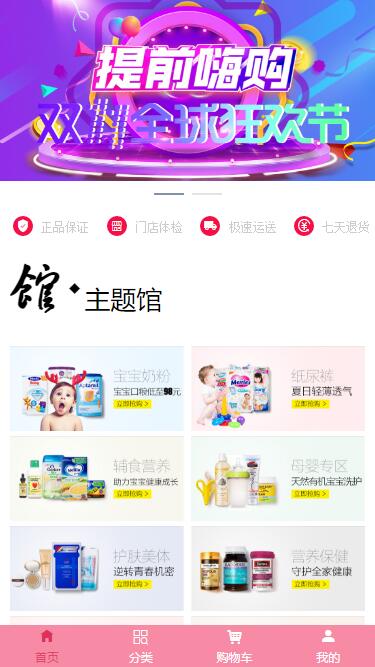 提前嗨购
双11全球狂欢节
正品保证 门店体检 极速运送 七天退货
馆·主题馆
宝宝奶粉
宝宝口粮低至98元
立即抢购 >
纸尿裤
夏日轻薄透气
立即抢购 >
辅食营养
助力宝宝健康成长
立即抢购 >
母婴专区
天然有机宝宝洗护
立即抢购 >
护肤美体
逆转青春机密
立即抢购 >
营养保健
守护全家健康
立即抢购 >
首页 分类 购物车 我的